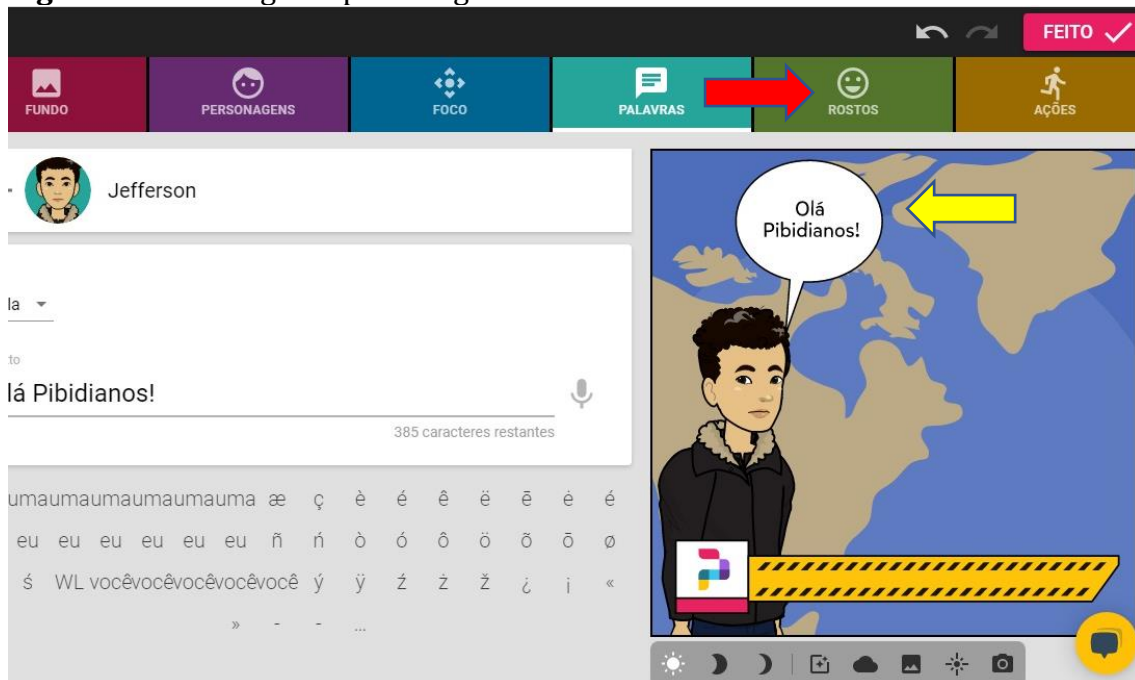 FEITO
FUNDO
PERSONAGENS
FOCO
PALAVRAS
ROSTOS
AÇÕES
Jefferson
la
to
lá Pibidianos!
385 caracteres restantes
Olá
Pibidianos!
umaumaumaumaumauma æ ç è é ê ë ē ė é
eu eu eu eu eu eu ñ ń ò ó ô ö õ ō ø
ś WL vocêvocêvocêvocêvocê ý ÿ ź ż ž ¿ ¡ «
» - - ...